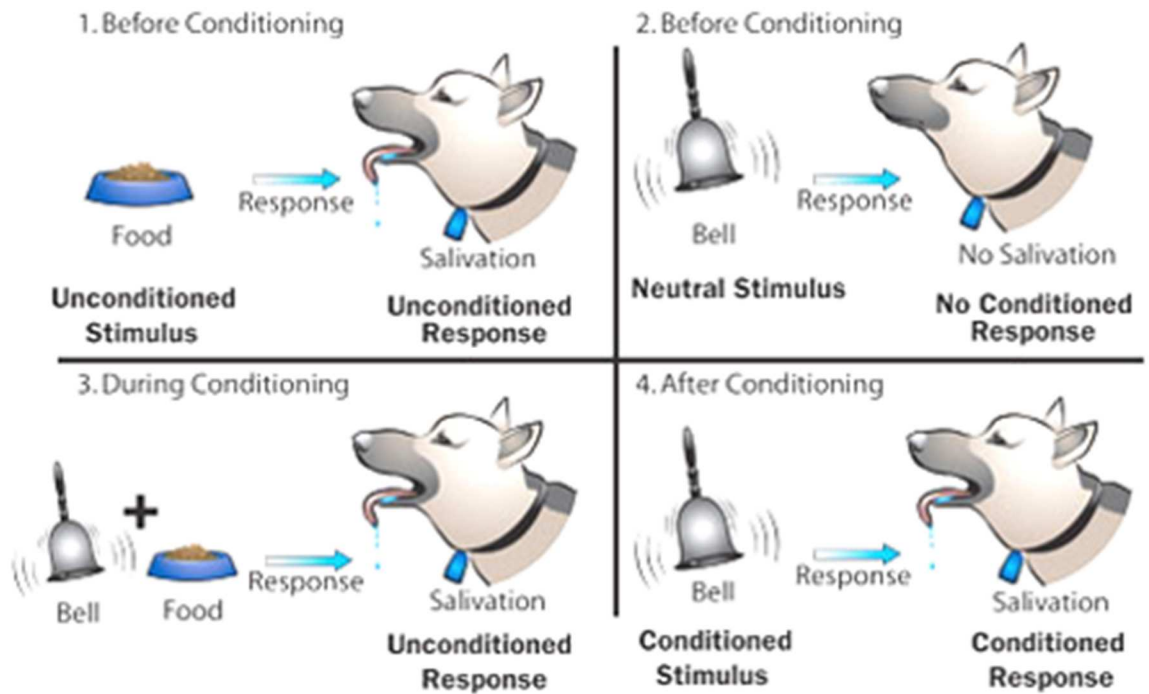 1. Before Conditioning
Food
Response
Salivation
Unconditioned
Stimulus
Unconditioned
Response
2. Before Conditioning
Bell
Response
No Salivation
Neutral Stimulus
No Conditioned
Response
3. During Conditioning
+
Bell
Food
Response
Salivation
Unconditioned
Response
4. After Conditioning
Bell
Response
Salivation
Conditioned
Stimulus
Conditioned
Response